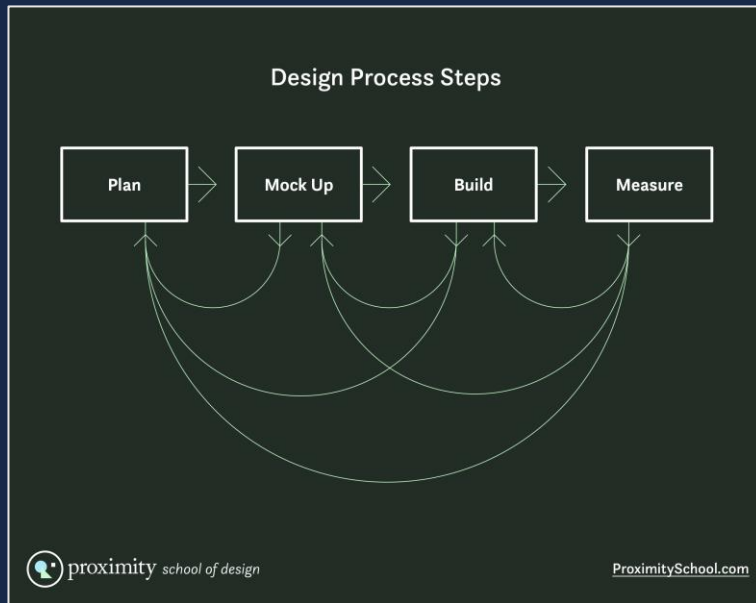 Design Process Steps
Plan
Mock Up
Build
Measure
proximity school of design
ProximitySchool.com